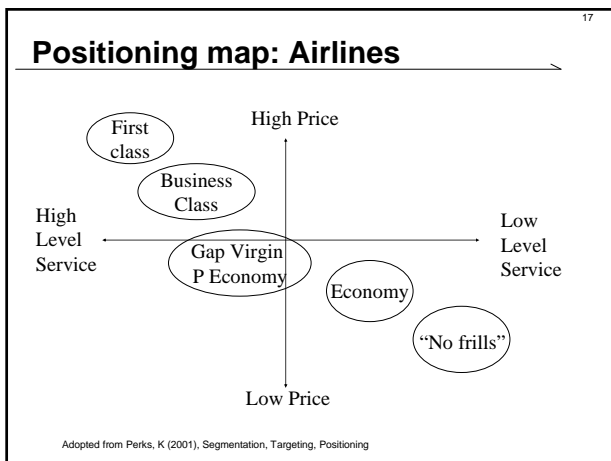 17
Positioning map: Airlines
First
class
High Price
Business
Class
High
Level
Service
Low
Level
Service
Gap Virgin
P Economy
Economy
“No frills”
Low Price
Adopted from Perks, K (2001), Segmentation, Targeting, Positioning